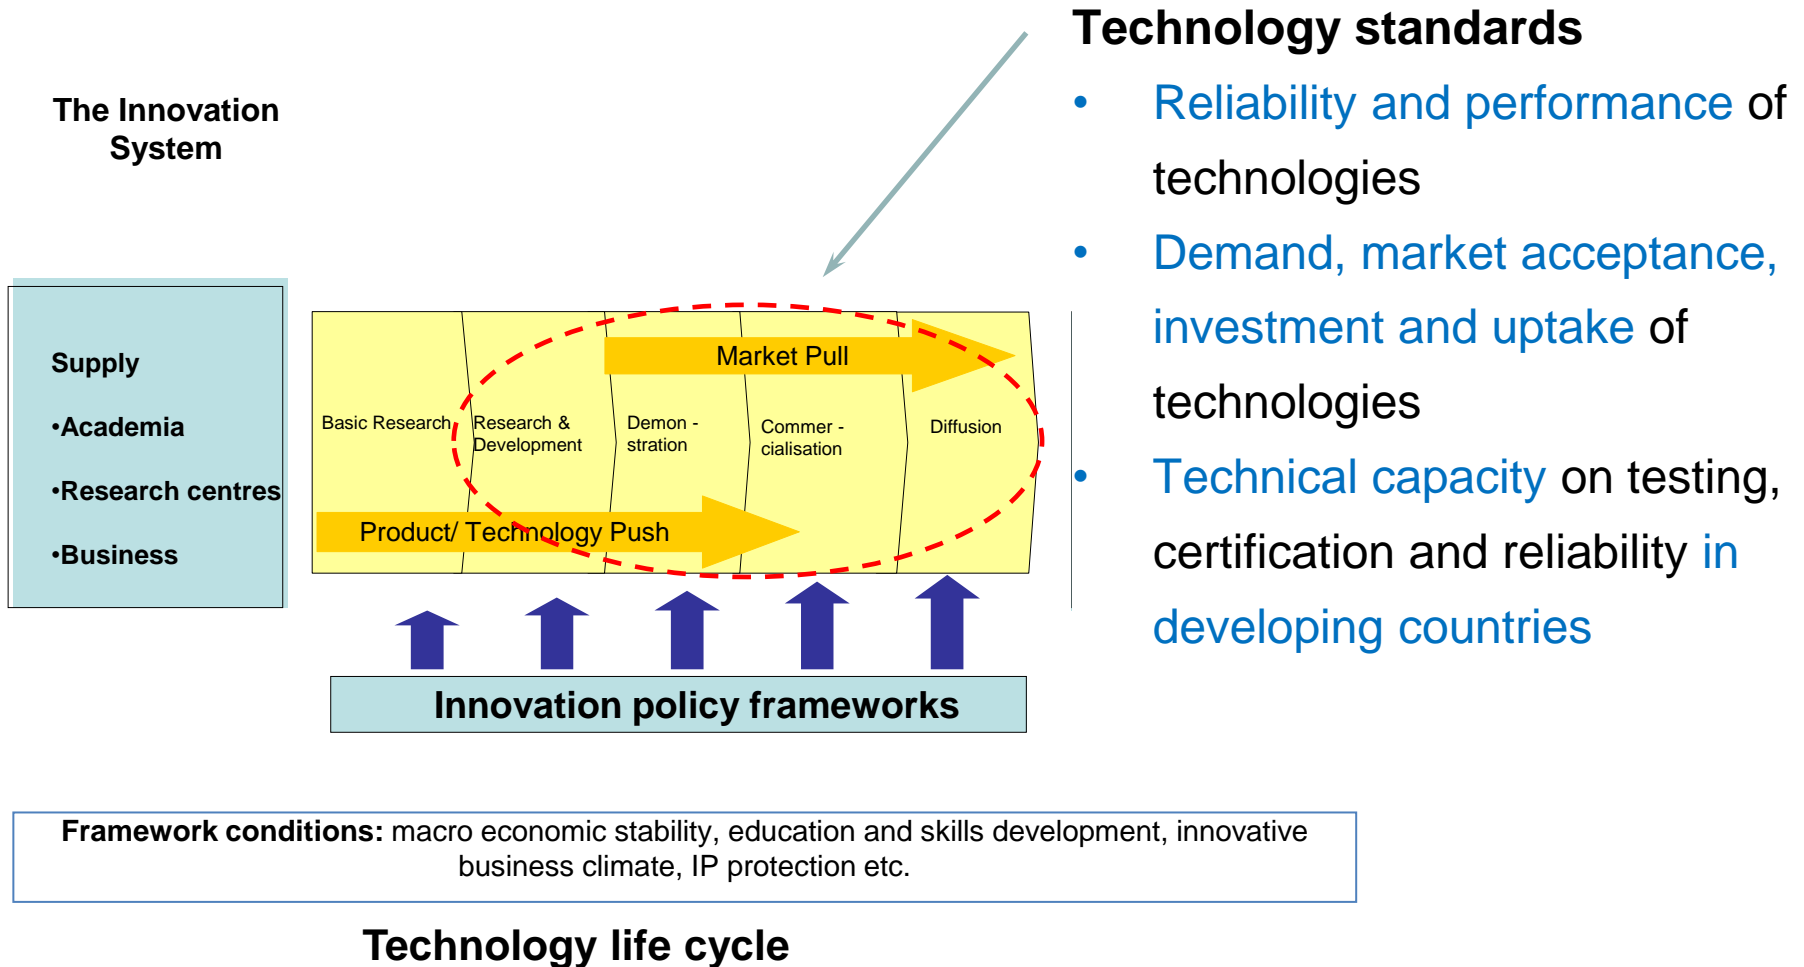 The Innovation
System
Supply
•Academia
•Research centres
•Business
Market Pull
Basic Research
Research &
Development
Demon -
stration
Commer -
cialisation
Diffusion
Product/ Technology Push
Innovation policy frameworks
Technology standards
• Reliability and performance of
technologies
• Demand, market acceptance,
investment and uptake of
technologies
• Technical capacity on testing,
certification and reliability in
developing countries
Framework conditions: macro economic stability, education and skills development, innovative
business climate, IP protection etc.
Technology life cycle